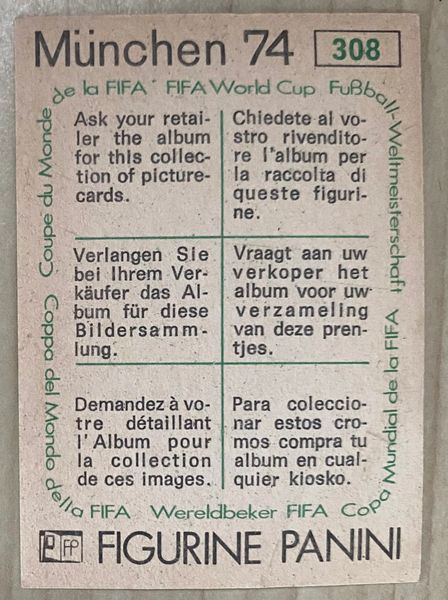 München 74 308
Coupe du Monde de la FIFA FIFA World Cup Fußball-Weltmeisterschaft
Ask your retai-
ler the album
for this collec-
tion of picture-
cards.
Chiedete al vo-
stro rivendito-
re l'album per
la raccolta di
queste figuri-
ne.
Verlangen Sie
bei Ihrem Ver-
käufer das Al-
bum für diese
Bildersamm-
lung.
Vraagt aan uw
verkoper het
album voor uw
verzameling
van deze pren-
tjes.
Demandez à vo-
tre détaillant
l'Album pour
la collection
de ces images.
Para coleccio-
nar estos cro-
mos compra tu
album en cual-
quier kiosko.
Coppa del Mondo della FIFA Wereldbeker FIFA Copa Mundial de la FIFA
FIGURINE PANINI